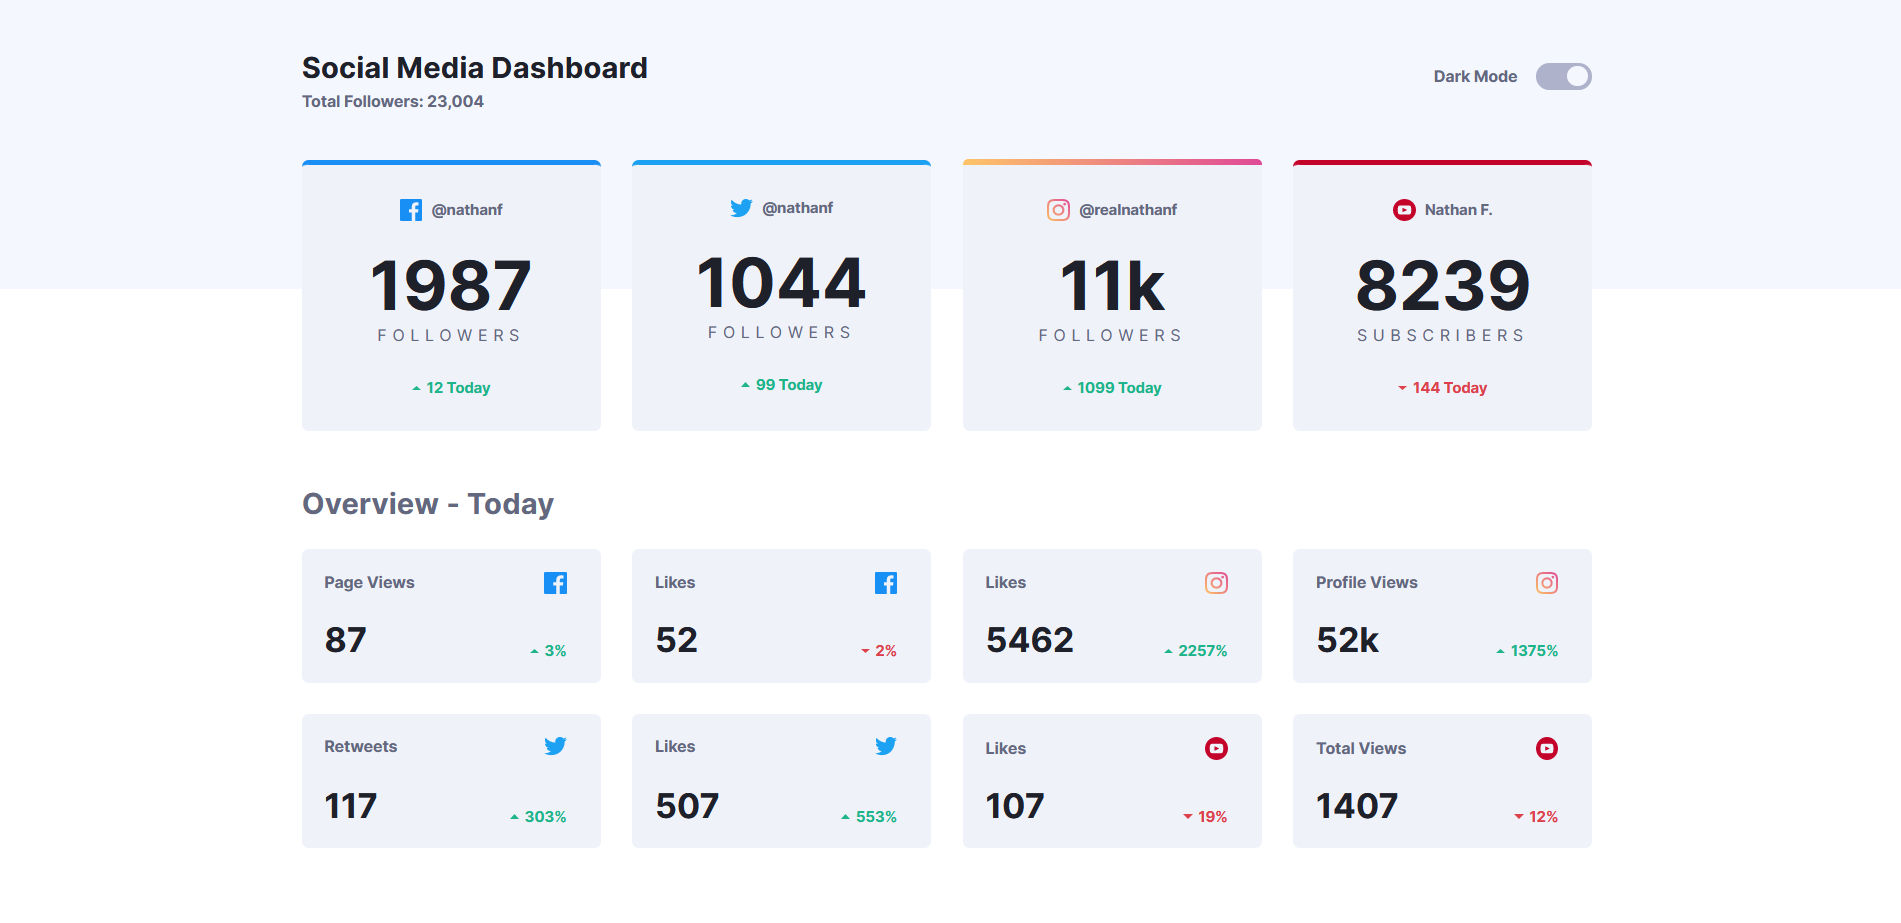 Social Media Dashboard
Total Followers: 23,004
Dark Mode
@nathanf
1987
FOLLOWERS
12 Today
@nathanf
1044
FOLLOWERS
99 Today
@realnathanf
11k
FOLLOWERS
1099 Today
Nathan F.
8239
SUBSCRIBERS
144 Today
Overview - Today
Page Views
87
3%
Likes
52
2%
Likes
5462
2257%
Profile Views
52k
1375%
Retweets
117
303%
Likes
507
553%
Likes
107
19%
Total Views
1407
12%